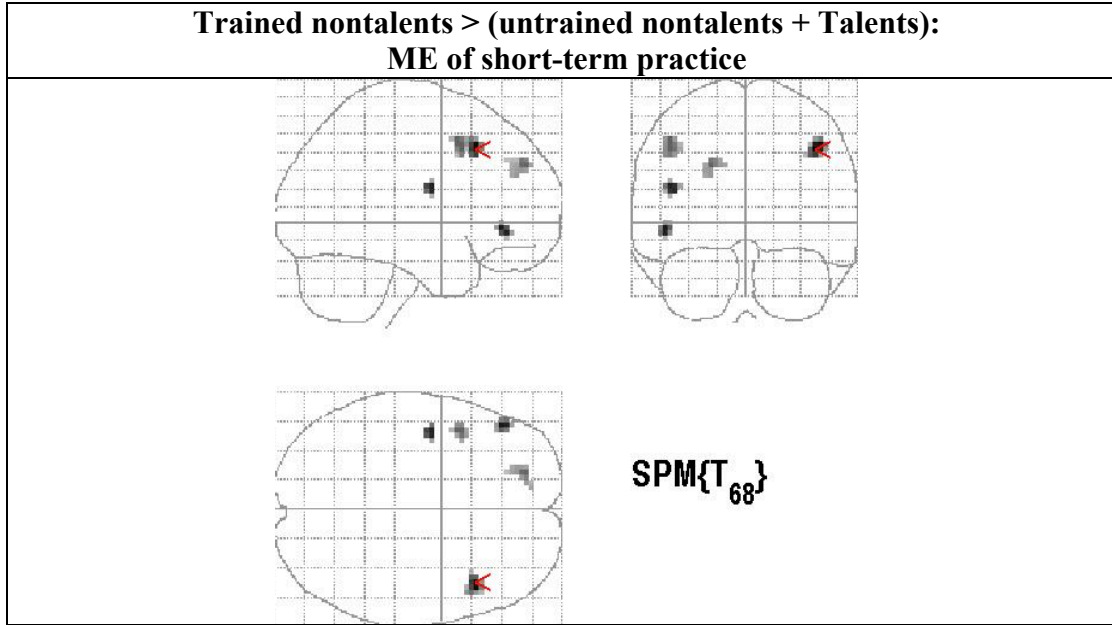 Trained nontalents > (untrained nontalents + Talents):
ME of short-term practice
SPM{T68}